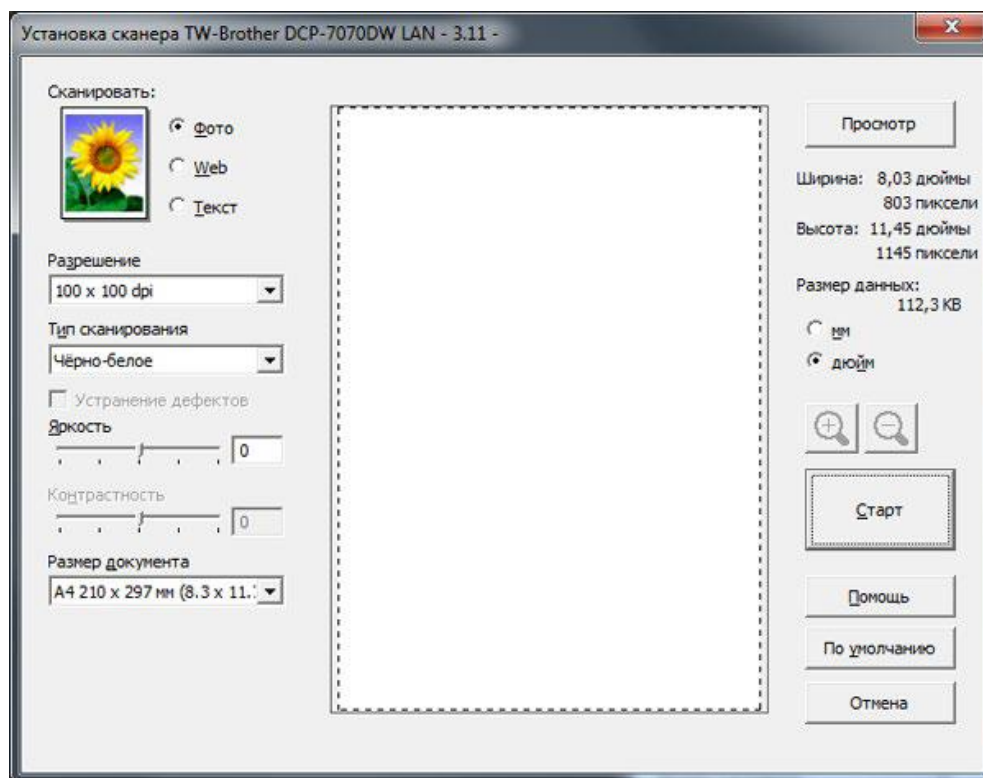 Установка сканера TW-Brother DCP-7070DW LAN - 3.11 -
Сканировать:
Фото
Web
Текст
Разрешение
100 x 100 dpi
Тип сканирования
Чёрно-белое
Устранение дефектов
Яркость
0
Контрастность
0
Размер документа
A4 210 x 297 мм (8.3 x 11.
Просмотр
Ширина: 8,03 дюймы
803 пиксели
Высота: 11,45 дюймы
1145 пиксели
Размер данных:
112,3 KB
мм
дюйм
Старт
Помощь
По умолчанию
Отмена